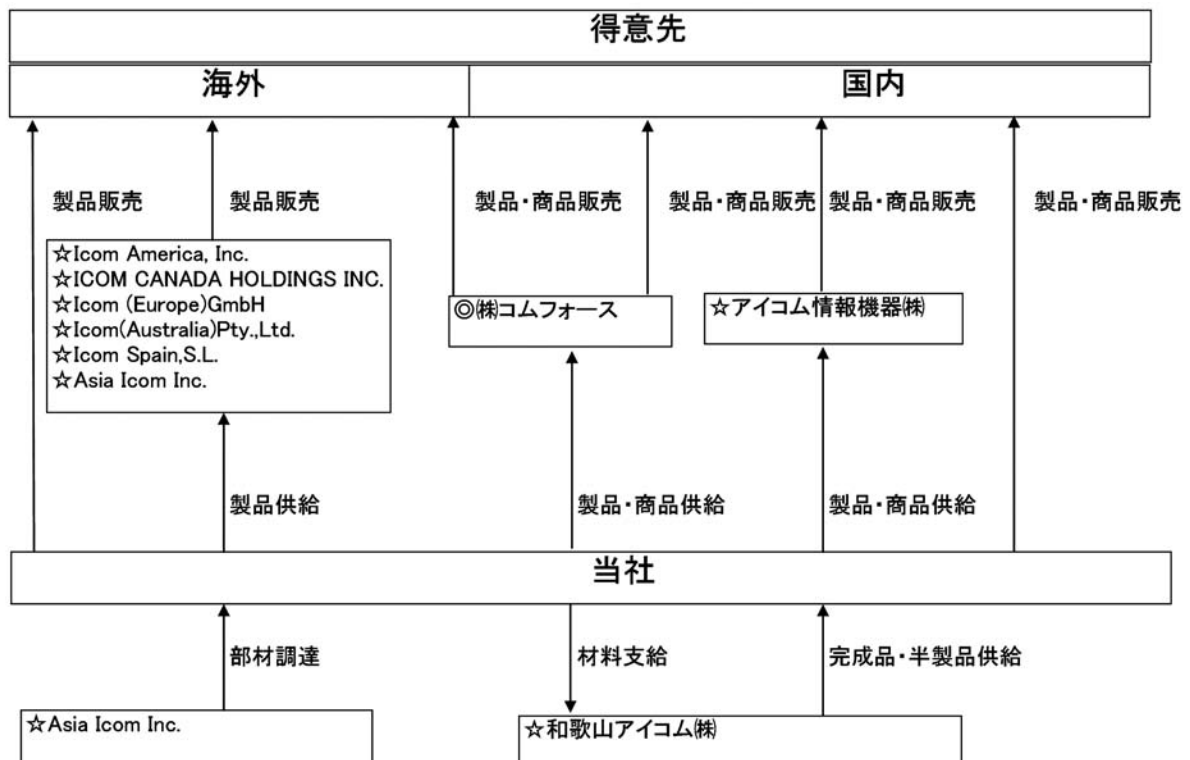 得意先
海外
国内
製品販売
製品販売
製品・商品販売
製品・商品販売
製品・商品販売
製品・商品販売
☆Icom America, Inc.
☆ICOM CANADA HOLDINGS INC.
☆Icom (Europe)GmbH
☆Icom(Australia)Pty.,Ltd.
☆Icom Spain,S.L.
☆Asia Icom Inc.
◎㈱コムフォース
☆アイコム情報機器㈱
製品供給
製品・商品供給
製品・商品供給
当社
部材調達
材料支給
完成品・半製品供給
☆Asia Icom Inc.
☆和歌山アイコム㈱